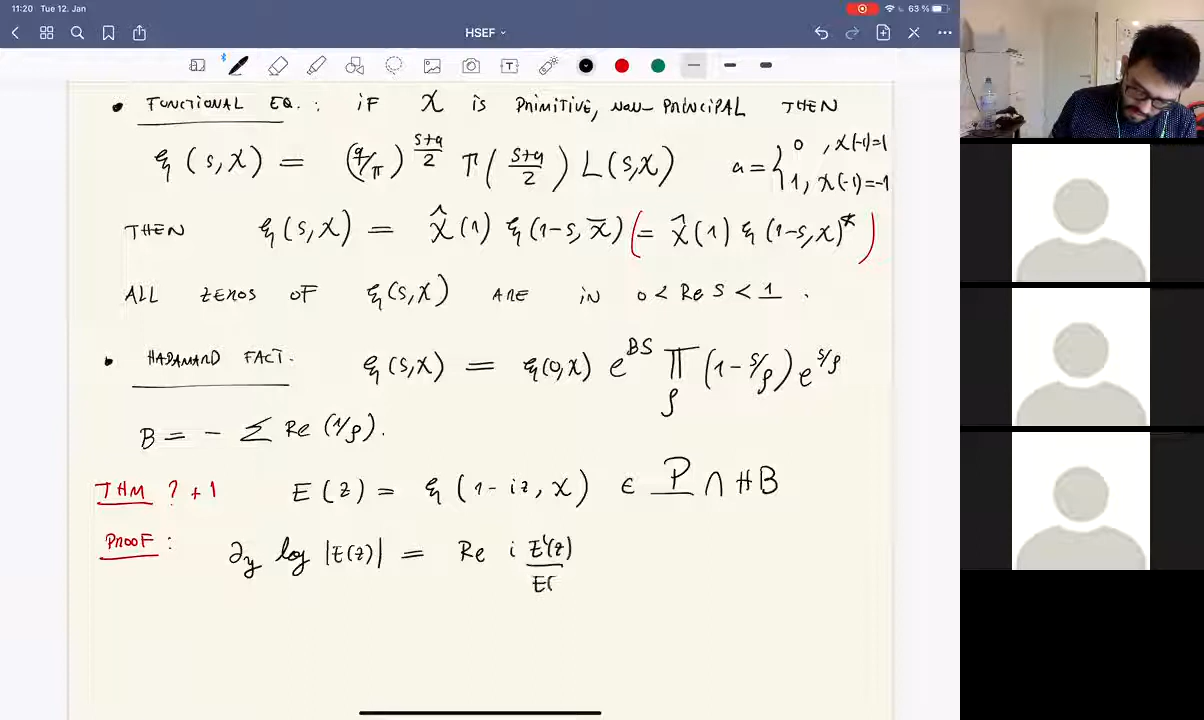 11:20 Tue 12. Jan
63 %
HSEF
• FUNCTIONAL EQ. : iF χ is PRIMITIVE, NON-PRINCIPAL THEN
ξ(s,χ) = (q/π)^{(s+a)/2} Γ((s+a)/2) L(s,χ) a = { 0, χ(-1)=1
1, χ(-1)=-1
THEN ξ(s,χ) = χ̂(1) ξ(1-s, χ̄) (= χ̂(1) ξ(1-s,χ)*)
ALL ZEROS OF ξ(s,χ) ARE IN 0 < Re s < 1 .
• HADAMARD FACT. ξ(s,χ) = ξ(0,χ) e^{BS} ∏_ρ (1-s/ρ) e^{s/ρ}
B = - Σ Re (1/ρ).
THM ? + 1 E(z) = ξ(1-iz, χ) ∈ P ∩ HB
PROOF : ∂_y log |E(z)| = Re i E'(z)
E(